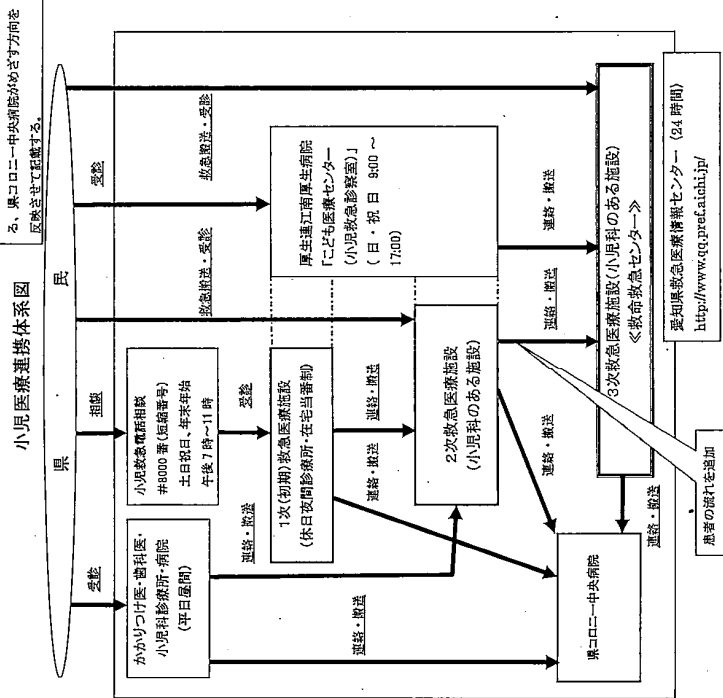 る、県コロニー中央病院がめざす方向を
反映させて記載する。
小児医療連携体系図
県　民
受診
相談
救急搬送・受診
受診
救急搬送・受診
かかりつけ医・歯科医・
小児科診療所・病院
（平日昼間）
小児救急電話相談
#8000 番（短縮番号）
土日祝日、年末年始
午後７時～11 時
受診
連絡・搬送
1次（初期）救急医療施設
（休日夜間診療所・在宅当番制）
厚生連江南厚生病院
「こども医療センター
（小児救急診察室）」
（ 日 ・ 祝 日　9:00 ～
17:00）
連絡・搬送
連絡・搬送
連絡・搬送
2次救急医療施設
（小児科のある施設）
連絡・搬送
連絡・搬送
連絡・搬送
県コロニー中央病院
連絡・搬送
3次救急医療施設（小児科のある施設）
≪救命救急センター≫
患者の流れを追加
愛知県救急医療情報センター（24 時間）
http://www.qq.pref.aichi.jp/